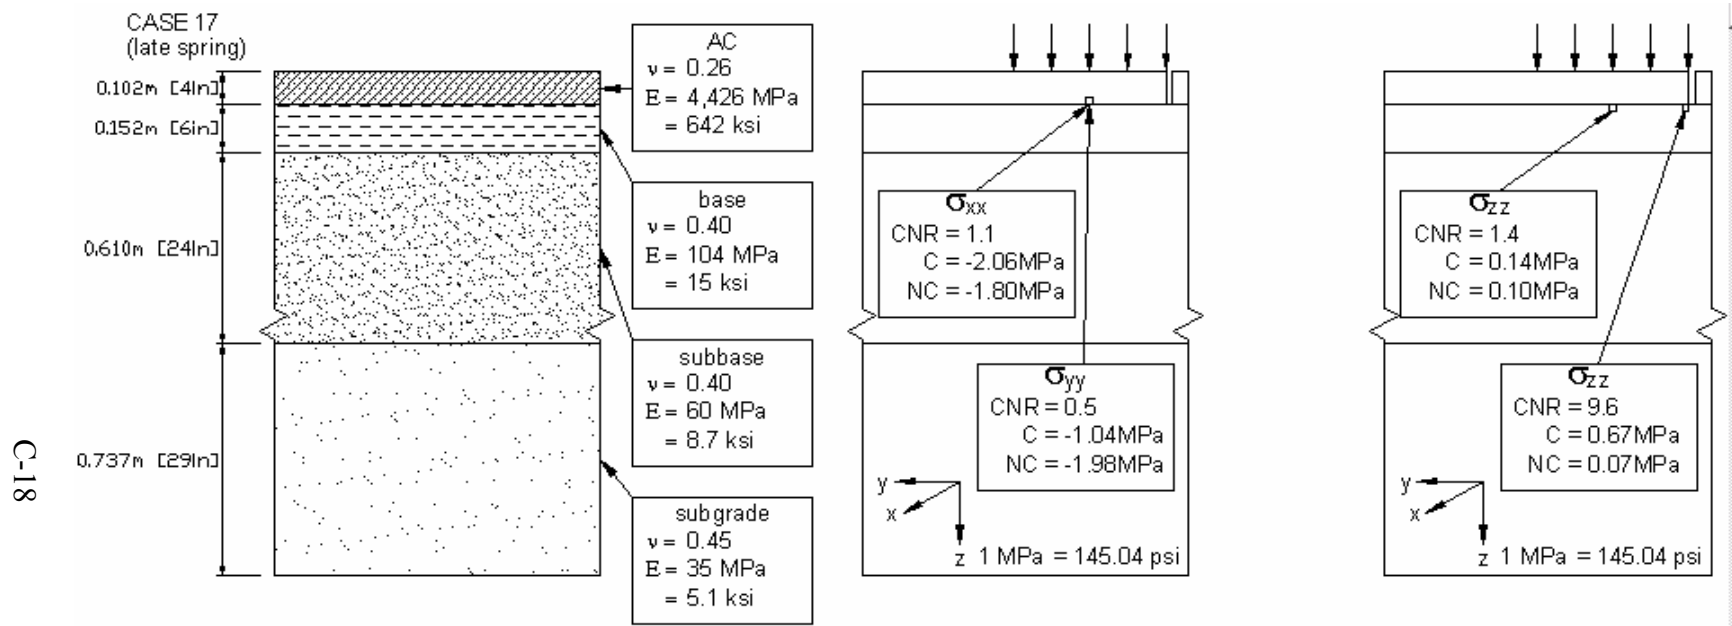 CASE 17
(late spring)
0.102m [4in]
0.152m [6in]
0.610m [24in]
0.737m [29in]
AC
ν = 0.26
E = 4,426 MPa
= 642 ksi
base
ν = 0.40
E = 104 MPa
= 15 ksi
subbase
ν = 0.40
E = 60 MPa
= 8.7 ksi
subgrade
ν = 0.45
E = 35 MPa
= 5.1 ksi
σxx
CNR = 1.1
C = -2.06MPa
NC = -1.80MPa
σyy
CNR = 0.5
C = -1.04MPa
NC = -1.98MPa
y
x
z
1 MPa = 145.04 psi
σzz
CNR = 1.4
C = 0.14MPa
NC = 0.10MPa
σzz
CNR = 9.6
C = 0.67MPa
NC = 0.07MPa
y
x
z
1 MPa = 145.04 psi
C-18